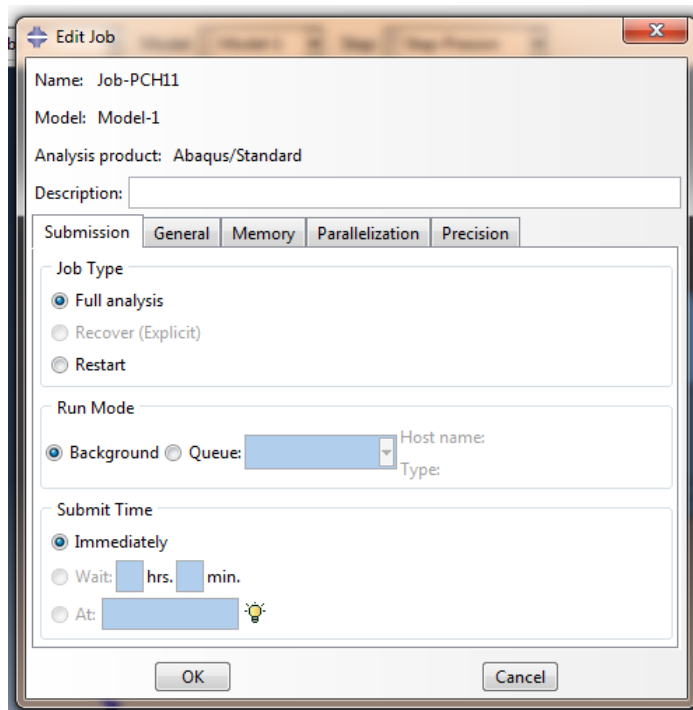 Edit Job
Name: Job-PCH11
Model: Model-1
Analysis product: Abaqus/Standard
Description:
Submission General Memory Parallelization Precision
Job Type
Full analysis
Recover (Explicit)
Restart
Run Mode
Background Queue: Host name:
Type:
Submit Time
Immediately
Wait: hrs. min.
At:
OK Cancel